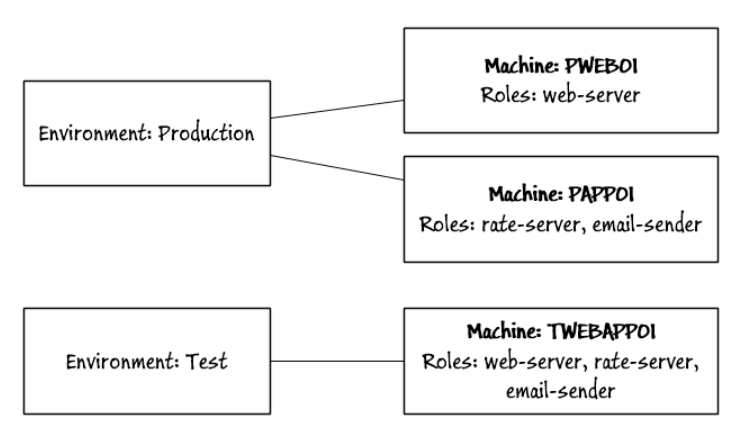 Environment: Production
Machine: PWEB01
Roles: web-server
Machine: PAPP01
Roles: rate-server, email-sender
Environment: Test
Machine: TWEBAPP01
Roles: web-server, rate-server,
email-sender